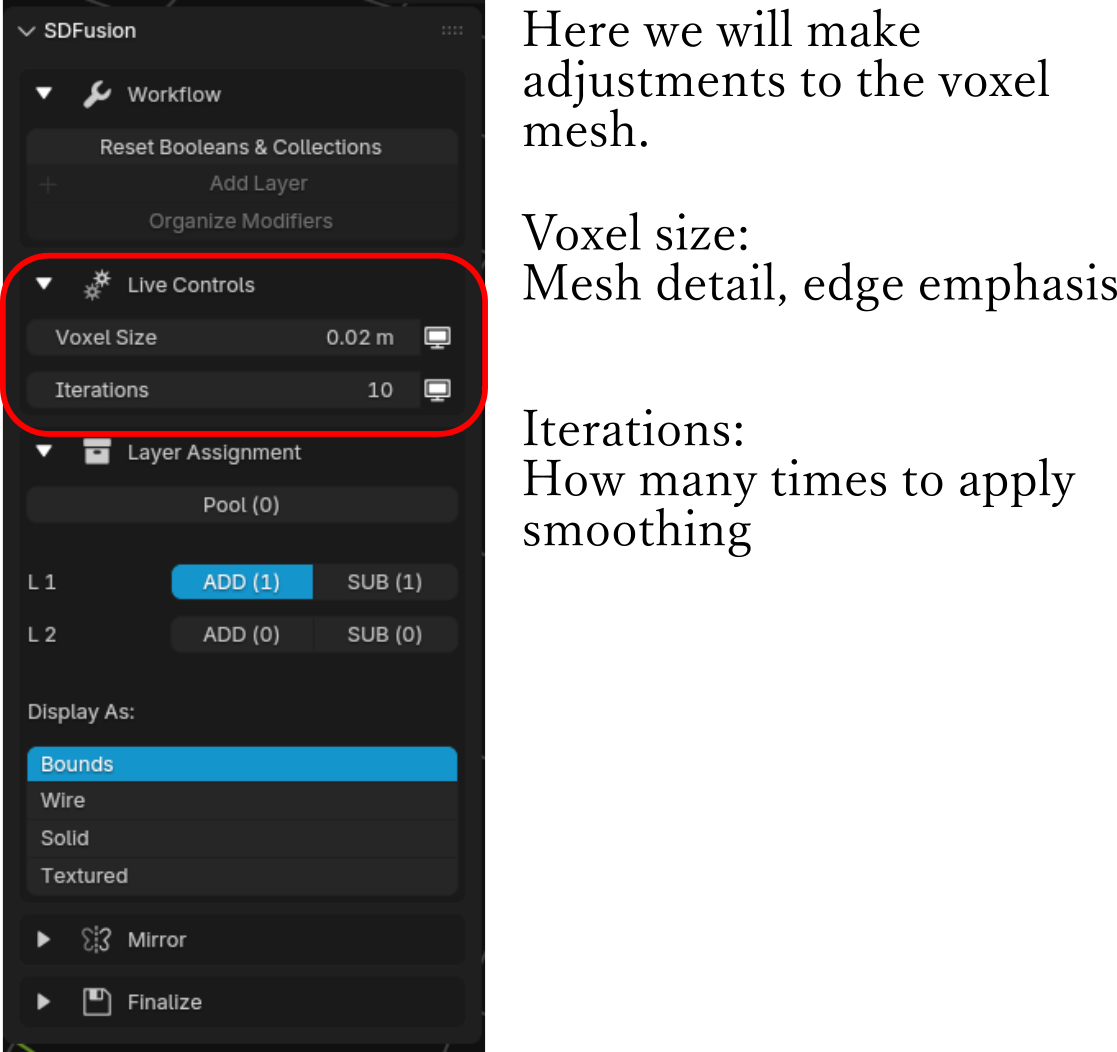 SDFusion
Workflow
Reset Booleans & Collections
Add Layer
Organize Modifiers
Live Controls
Voxel Size 0.02 m
Iterations 10
Layer Assignment
Pool (0)
L 1 ADD (1) SUB (1)
L 2 ADD (0) SUB (0)
Display As:
Bounds
Wire
Solid
Textured
Mirror
Finalize
Here we will make
adjustments to the voxel
mesh.
Voxel size:
Mesh detail, edge emphasis
Iterations:
How many times to apply
smoothing